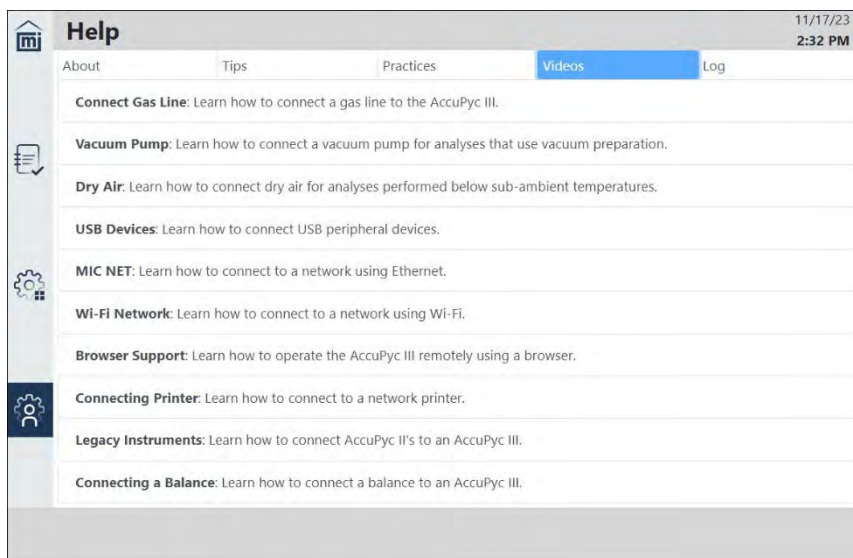 mi
Help
11/17/23
2:32 PM
About Tips Practices Videos Log
Connect Gas Line: Learn how to connect a gas line to the AccuPyc III.
Vacuum Pump: Learn how to connect a vacuum pump for analyses that use vacuum preparation.
Dry Air: Learn how to connect dry air for analyses performed below sub-ambient temperatures.
USB Devices: Learn how to connect USB peripheral devices.
MIC NET: Learn how to connect to a network using Ethernet.
Wi-Fi Network: Learn how to connect to a network using Wi-Fi.
Browser Support: Learn how to operate the AccuPyc III remotely using a browser.
Connecting Printer: Learn how to connect to a network printer.
Legacy Instruments: Learn how to connect AccuPyc II's to an AccuPyc III.
Connecting a Balance: Learn how to connect a balance to an AccuPyc III.